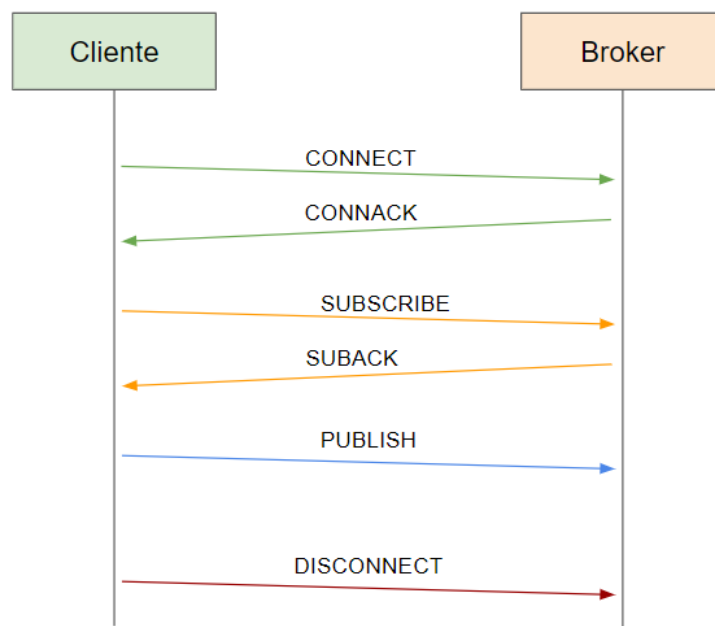 Cliente
Broker
CONNECT
CONNACK
SUBSCRIBE
SUBACK
PUBLISH
DISCONNECT